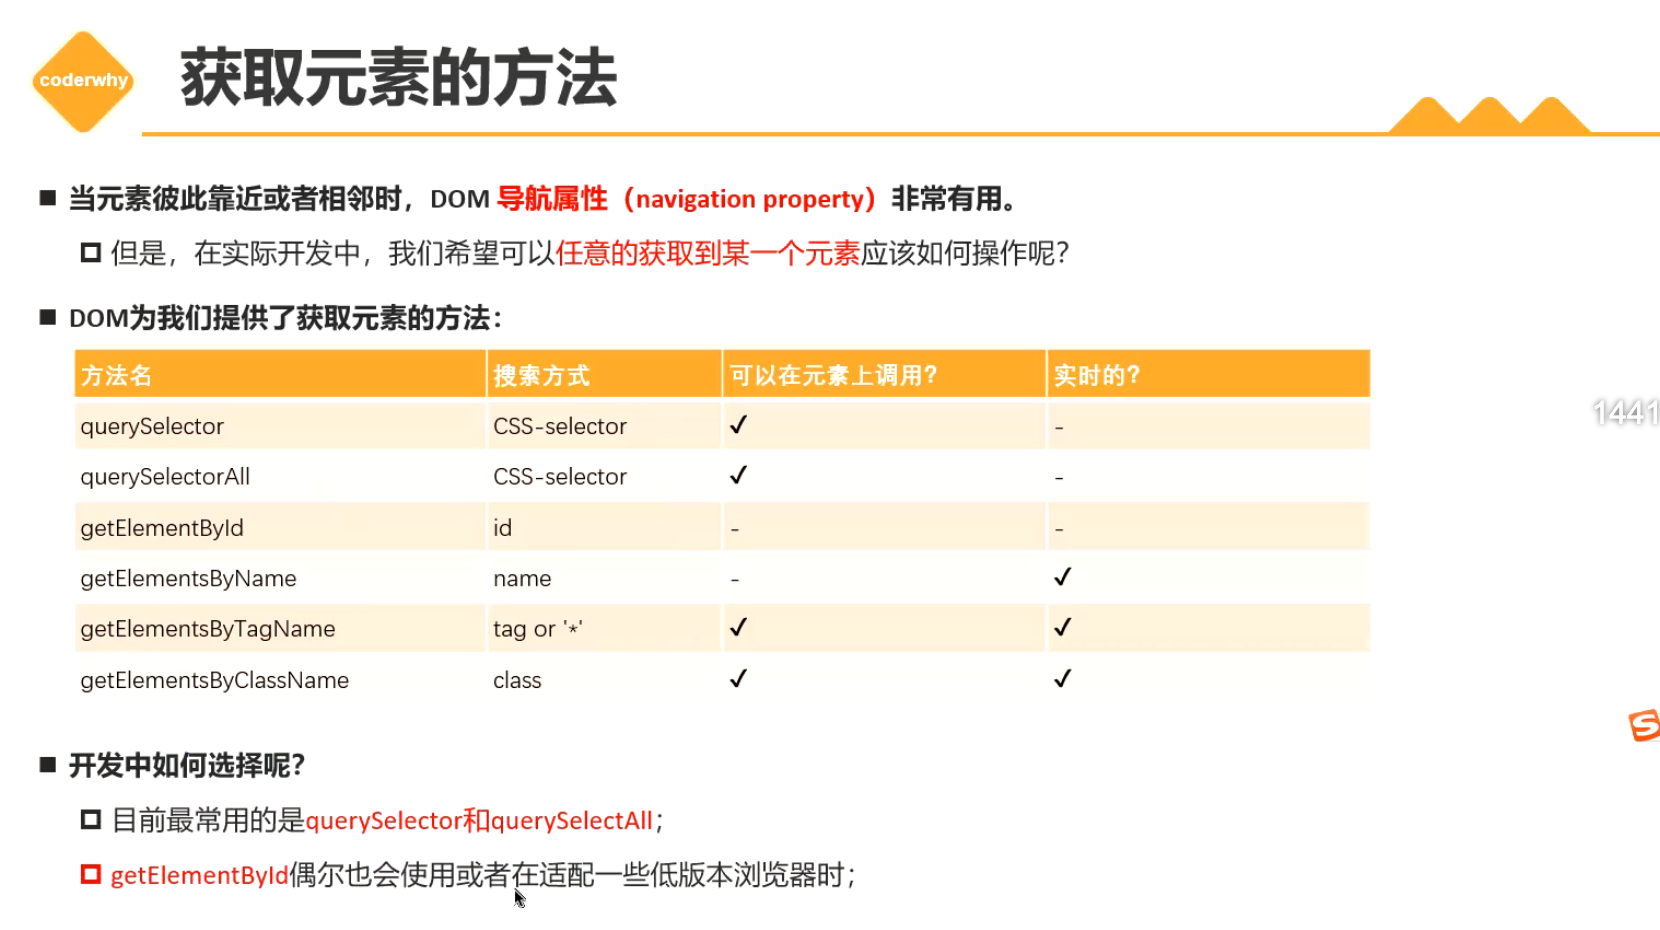 coderwhy
获取元素的方法
■ 当元素彼此靠近或者相邻时，DOM 导航属性（navigation property）非常有用。
但是，在实际开发中，我们希望可以任意的获取到某一个元素应该如何操作呢？
■ DOM为我们提供了获取元素的方法：
方法名 搜索方式 可以在元素上调用？ 实时的？
querySelector CSS-selector ✓ -
querySelectorAll CSS-selector ✓ -
getElementById id - -
getElementsByName name - ✓
getElementsByTagName tag or '*' ✓ ✓
getElementsByClassName class ✓ ✓
1441
■ 开发中如何选择呢？
目前最常用的是querySelector和querySelectAll；
getElementById偶尔也会使用或者在适配一些低版本浏览器时；